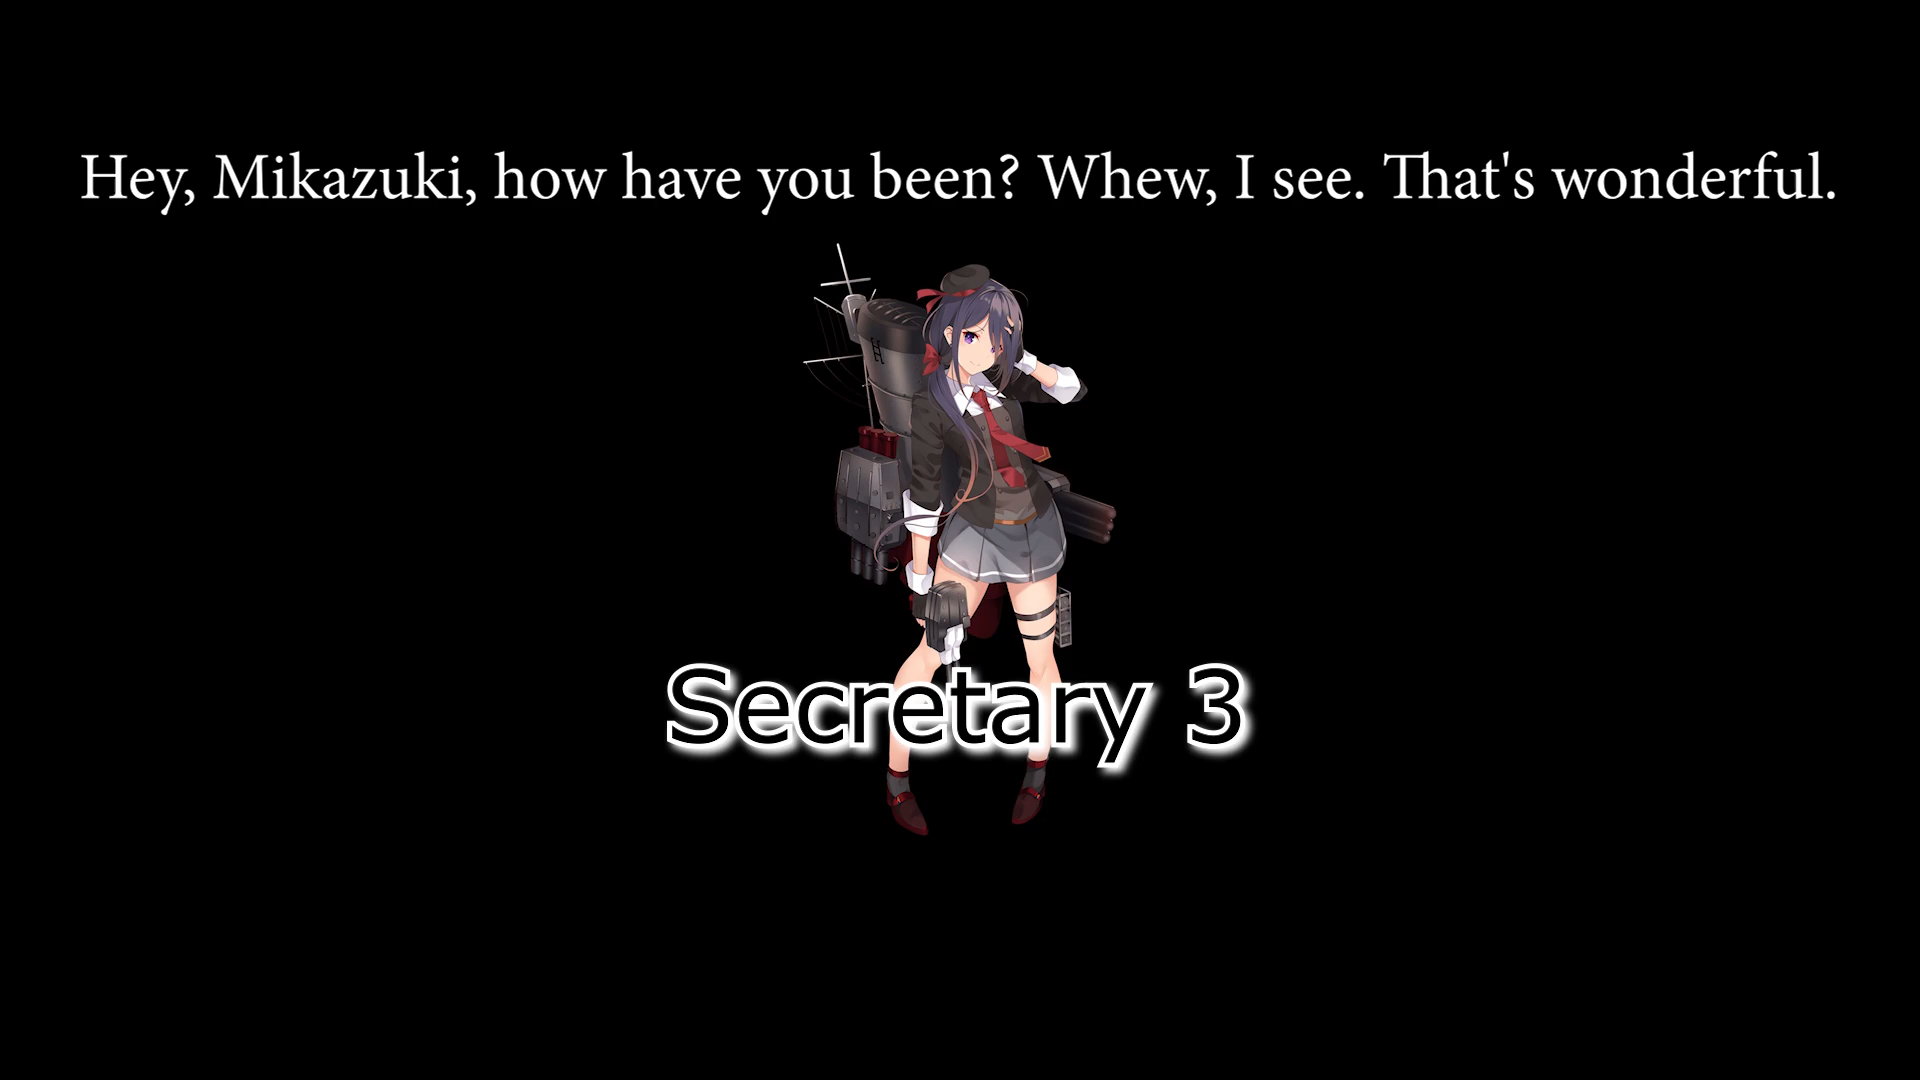 Hey, Mikazuki, how have you been? Whew, I see. That's wonderful.
Secretary 3